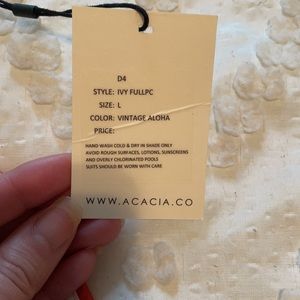 D4
STYLE: IVY FULLPC
SIZE: L
COLOR: VINTAGE ALOHA
PRICE:
HAND WASH COLD & DRY IN SHADE ONLY
AVOID ROUGH SURFACES, LOTIONS, SUNSCREENS
AND OVERLY CHLORINATED POOLS
SUITS SHOULD BE WORN WITH CARE
WWW.ACACIA.CO